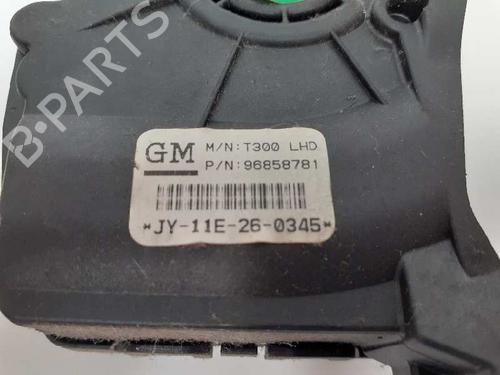 B-PARTS
GM
M/N:T300 LHD
P/N:96858781
*JY-11E-26-0345*